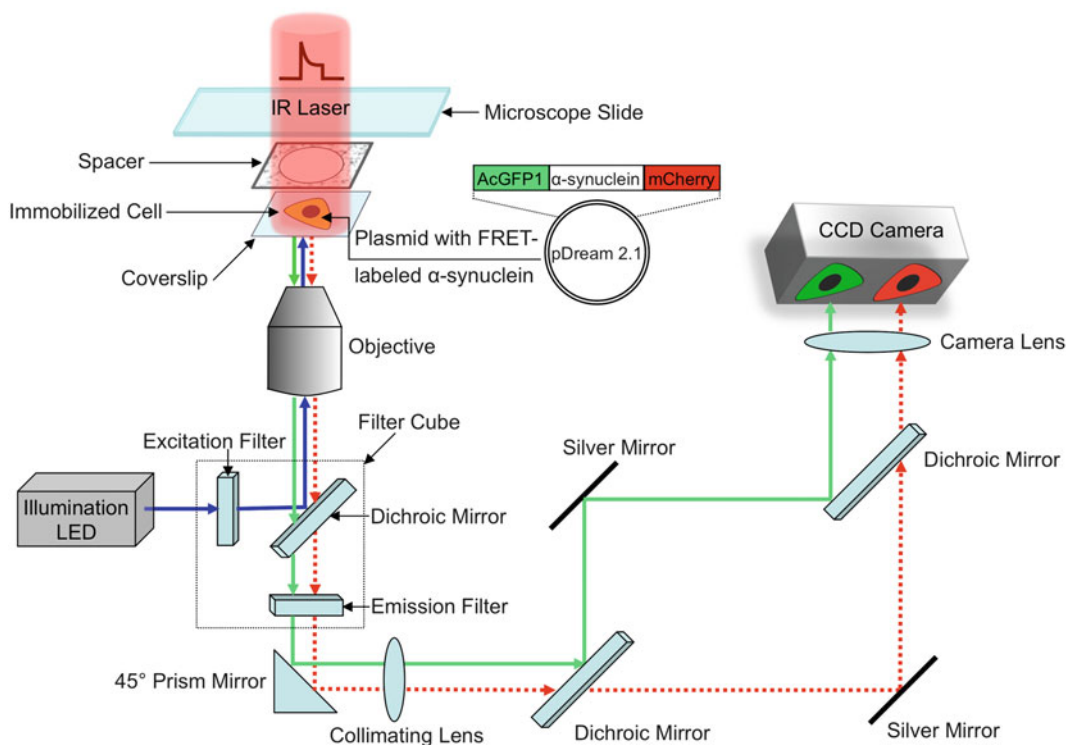 IR Laser
Microscope Slide
Spacer
AcGFP1 α-synuclein mCherry
Immobilized Cell
Plasmid with FRET-
labeled α-synuclein
pDream 2.1
CCD Camera
Coverslip
Objective
Camera Lens
Excitation Filter
Filter Cube
Silver Mirror
Dichroic Mirror
Illumination
LED
Dichroic Mirror
Emission Filter
45° Prism Mirror
Collimating Lens
Dichroic Mirror
Silver Mirror